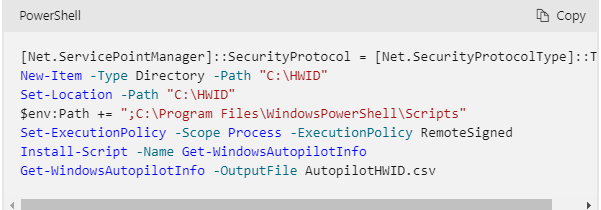 PowerShell
Copy
[Net.ServicePointManager]::SecurityProtocol = [Net.SecurityProtocolType]::T
New-Item -Type Directory -Path "C:\HWID"
Set-Location -Path "C:\HWID"
$env:Path += ";C:\Program Files\WindowsPowerShell\Scripts"
Set-ExecutionPolicy -Scope Process -ExecutionPolicy RemoteSigned
Install-Script -Name Get-WindowsAutopilotInfo
Get-WindowsAutopilotInfo -OutputFile AutopilotHWID.csv